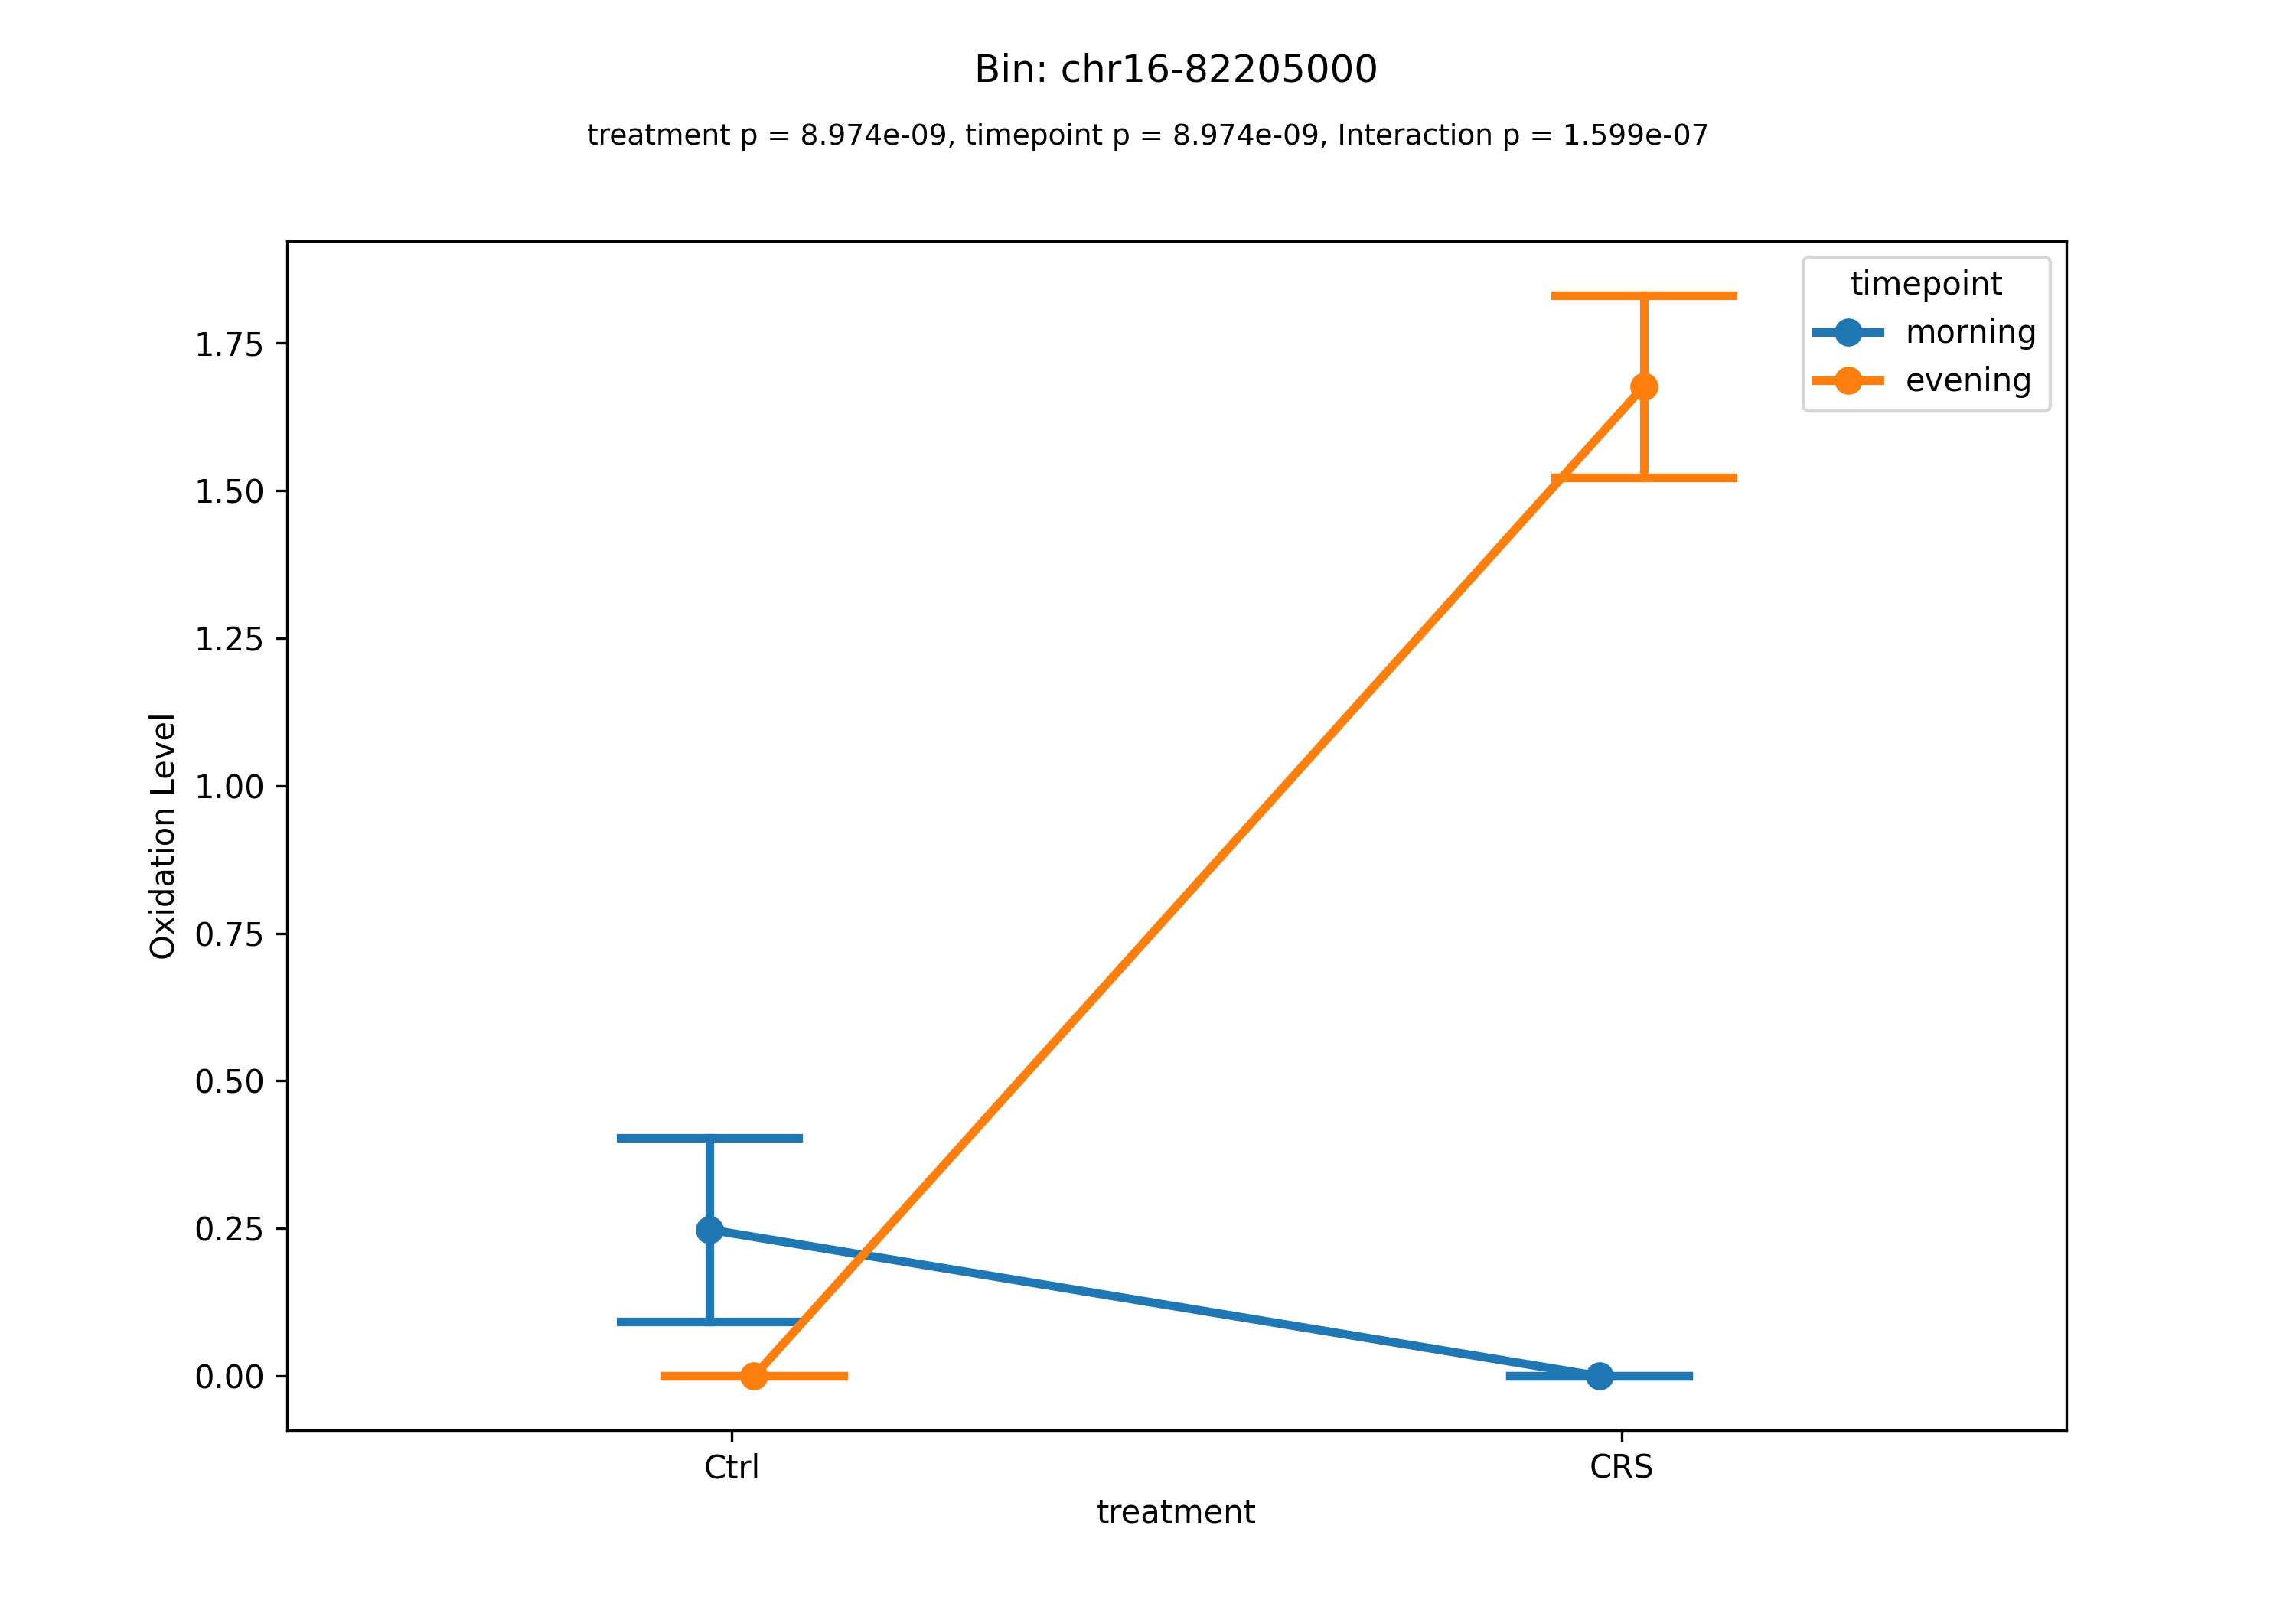 Bin: chr16-82205000
treatment p = 8.974e-09, timepoint p = 8.974e-09, Interaction p = 1.599e-07
timepoint
morning
evening
1.75
1.50
1.25
1.00
0.75
0.50
0.25
0.00
Oxidation Level
Ctrl
CRS
treatment